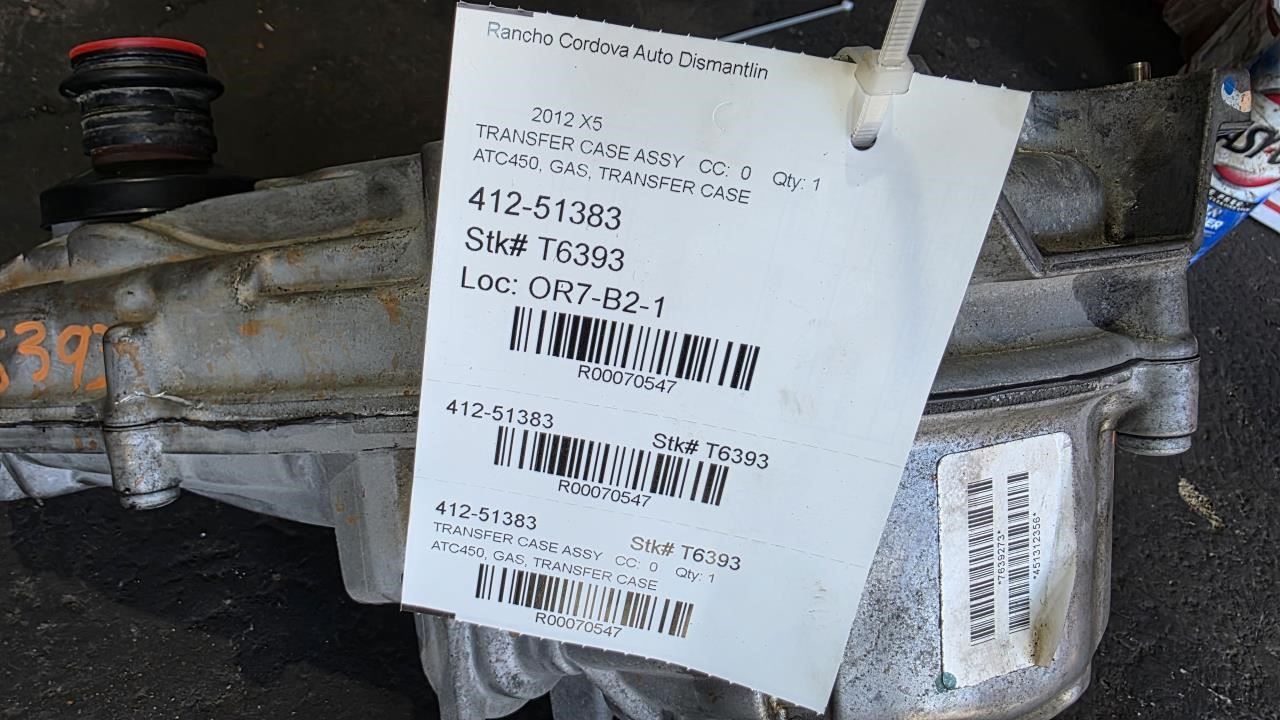 Rancho Cordova Auto Dismantlin
2012 X5
TRANSFER CASE ASSY CC: 0 Qty: 1
ATC450, GAS, TRANSFER CASE
412-51383
Stk# T6393
Loc: OR7-B2-1
R00070547
412-51383 Stk# T6393
R00070547
412-51383 Stk# T6393
TRANSFER CASE ASSY CC: 0 Qty: 1
ATC450, GAS, TRANSFER CASE
R00070547
*7639273*
*451312356*